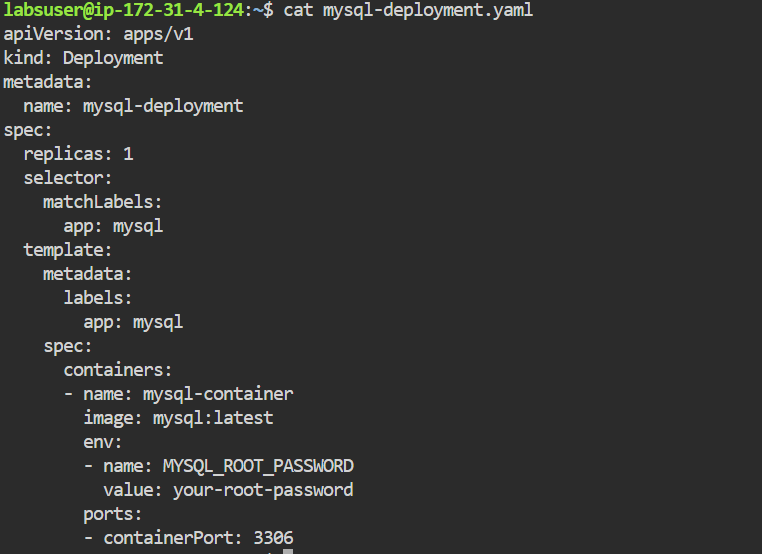 labsuser@ip-172-31-4-124:~$ cat mysql-deployment.yaml
apiVersion: apps/v1
kind: Deployment
metadata:
  name: mysql-deployment
spec:
  replicas: 1
  selector:
    matchLabels:
      app: mysql
  template:
    metadata:
      labels:
        app: mysql
    spec:
      containers:
      - name: mysql-container
        image: mysql:latest
        env:
        - name: MYSQL_ROOT_PASSWORD
          value: your-root-password
        ports:
        - containerPort: 3306